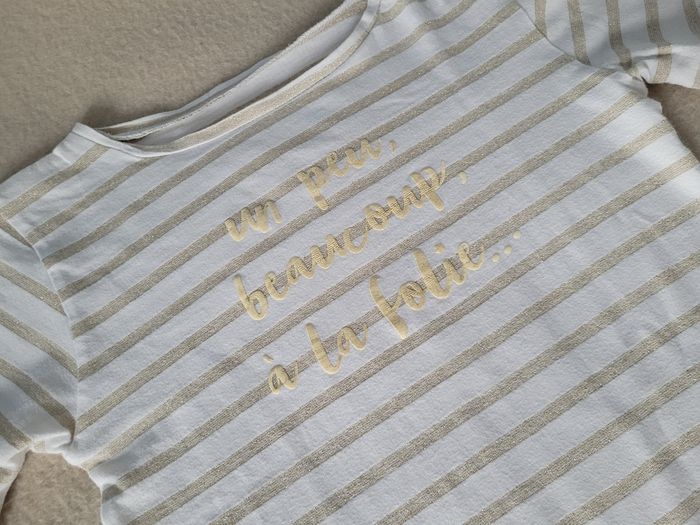 un peu,
beaucoup,
à la folie...